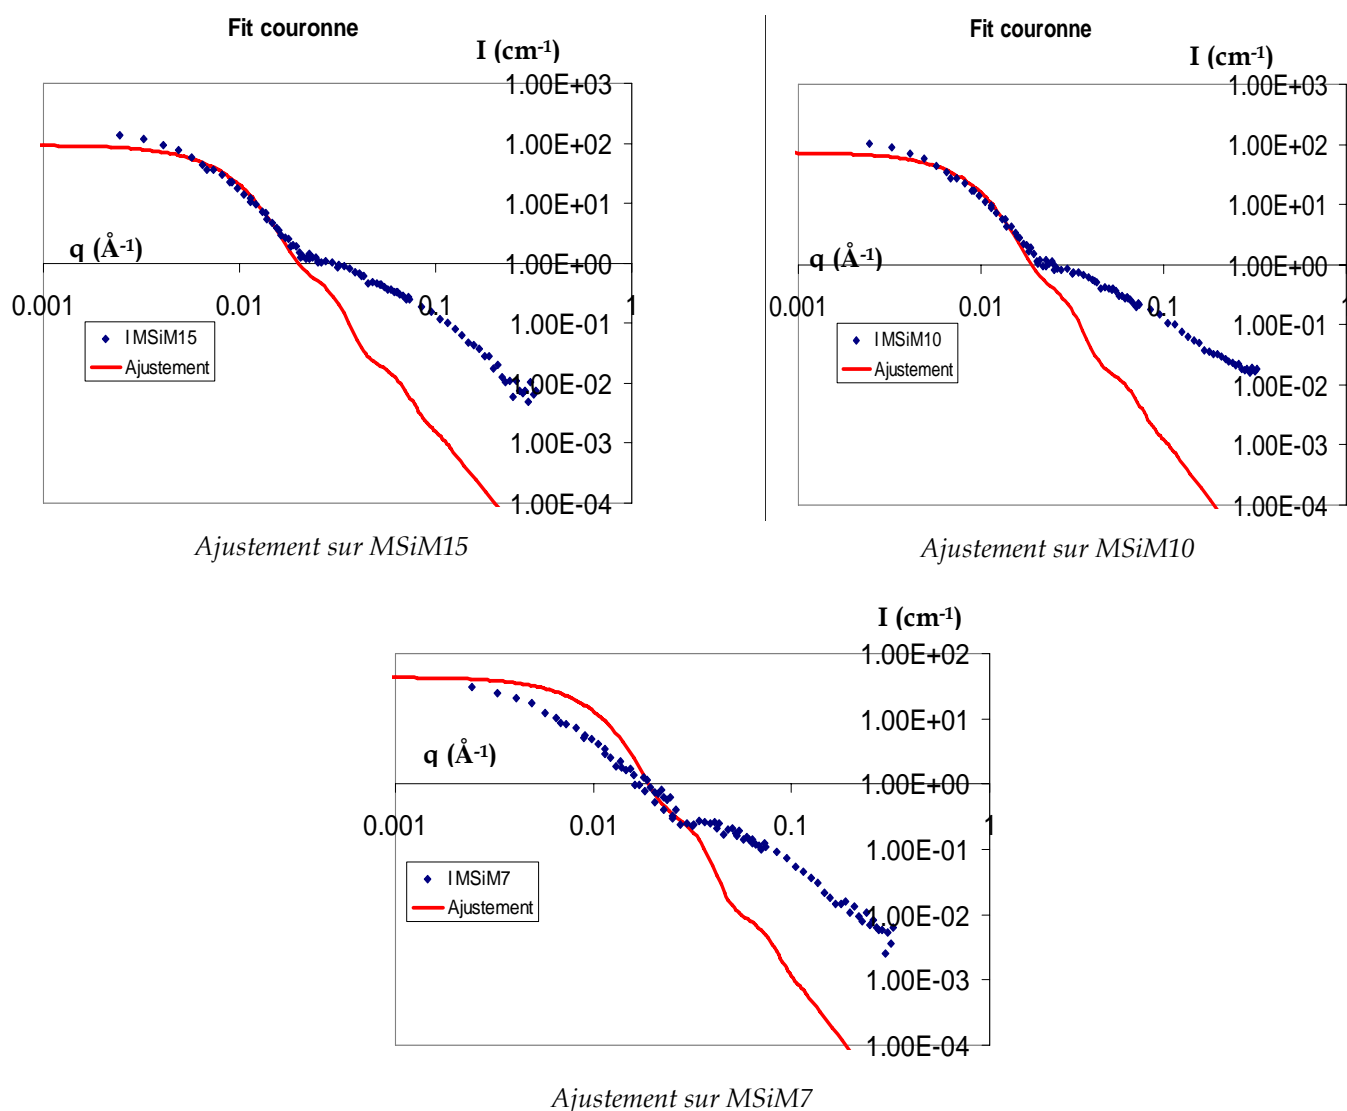 Fit couronne
I (cm-1)
1.00E+03
1.00E+02
1.00E+01
q (Å-1)
1.00E+00
0.001
0.01
0.1
1
1.00E-01
IMSiM15
Ajustement
1.00E-02
1.00E-03
1.00E-04
Ajustement sur MSiM15
Fit couronne
I (cm-1)
1.00E+03
1.00E+02
1.00E+01
q (Å-1)
1.00E+00
0.001
0.01
0.1
1
1.00E-01
IMSiM10
Ajustement
1.00E-02
1.00E-03
1.00E-04
Ajustement sur MSiM10
I (cm-1)
1.00E+02
1.00E+01
q (Å-1)
1.00E+00
0.001
0.01
0.1
1
1.00E-01
IMSiM7
Ajustement
1.00E-02
1.00E-03
1.00E-04
Ajustement sur MSiM7